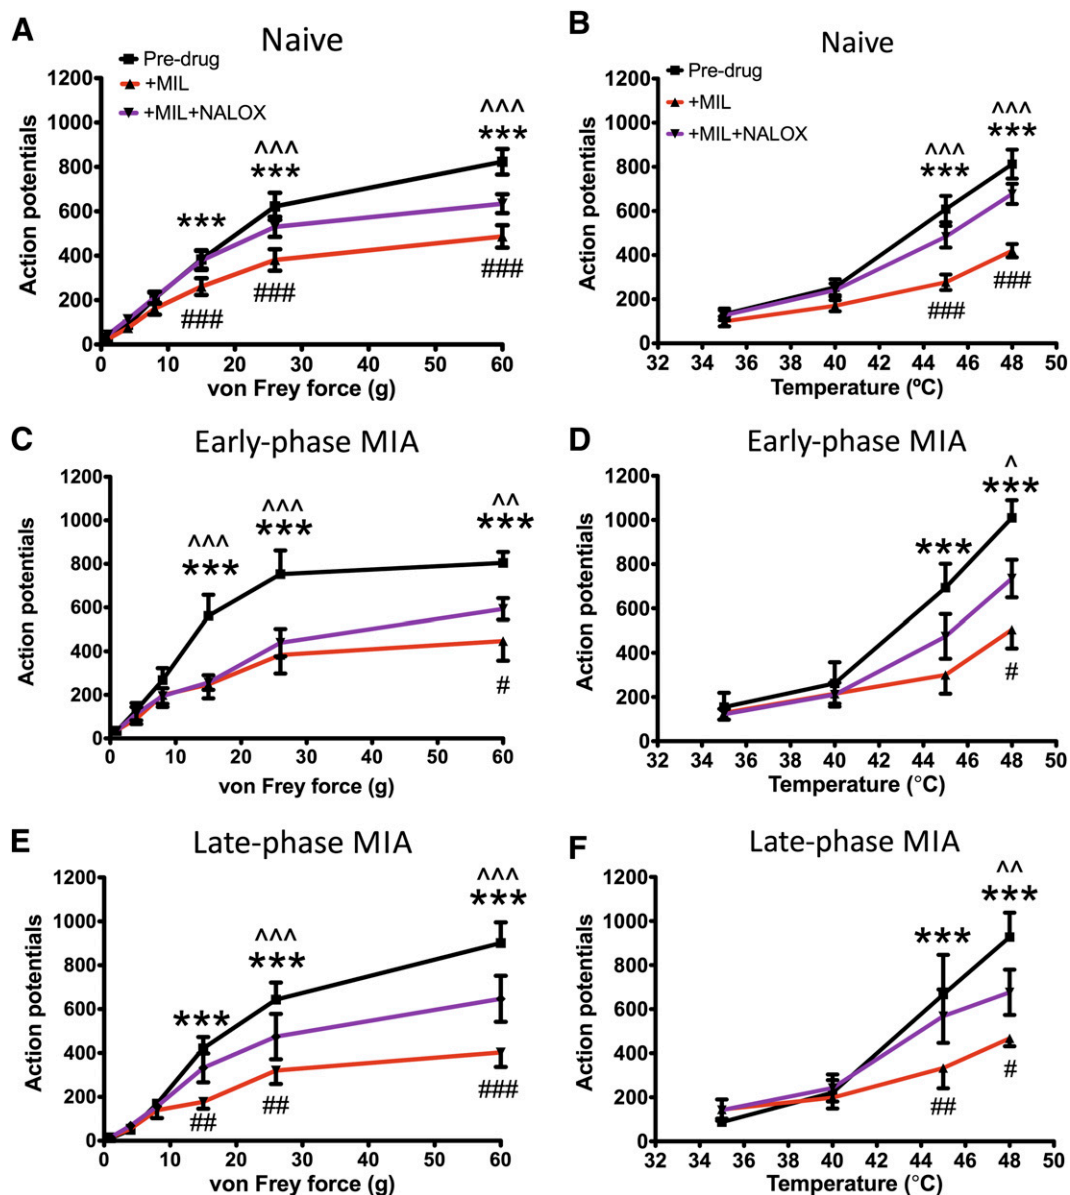 A
Naive
Pre-drug
+MIL
+MIL+NALOX
1200
1000
800
600
400
200
0
Action potentials
^^^
***
^^^
***
***
###
###
###
0 10 20 30 40 50 60
von Frey force (g)
B
Naive
Pre-drug
+MIL
+MIL+NALOX
1200
1000
800
600
400
200
0
Action potentials
^^^
***
^^^
***
###
###
32 34 36 38 40 42 44 46 48 50
Temperature (ºC)
C
Early-phase MIA
1200
1000
800
600
400
200
0
Action potentials
^^^
***
^^^
***
^^
***
#
0 10 20 30 40 50 60
von Frey force (g)
D
Early-phase MIA
1200
1000
800
600
400
200
0
Action potentials
^
***
***
#
32 34 36 38 40 42 44 46 48 50
Temperature (°C)
E
Late-phase MIA
1200
1000
800
600
400
200
0
Action potentials
^^^
***
^^^
***
***
##
##
###
0 10 20 30 40 50 60
von Frey force (g)
F
Late-phase MIA
1200
1000
800
600
400
200
0
Action potentials
^^
***
***
#
##
32 34 36 38 40 42 44 46 48 50
Temperature (°C)